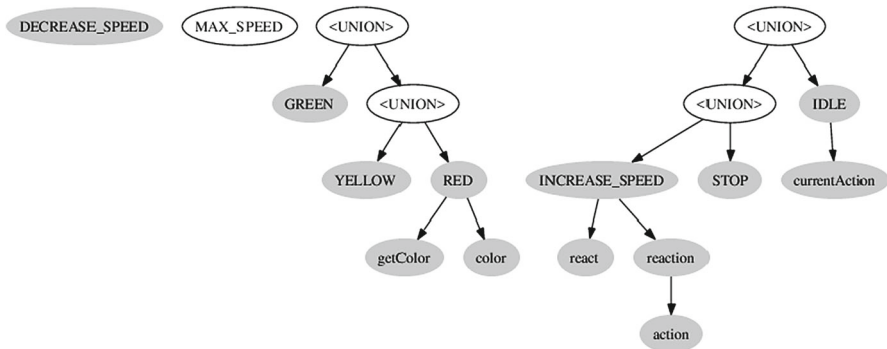 DECREASE_SPEED
MAX_SPEED
<UNION>
<UNION>
GREEN
<UNION>
<UNION>
IDLE
YELLOW
RED
INCREASE_SPEED
STOP
currentAction
getColor
color
react
reaction
action